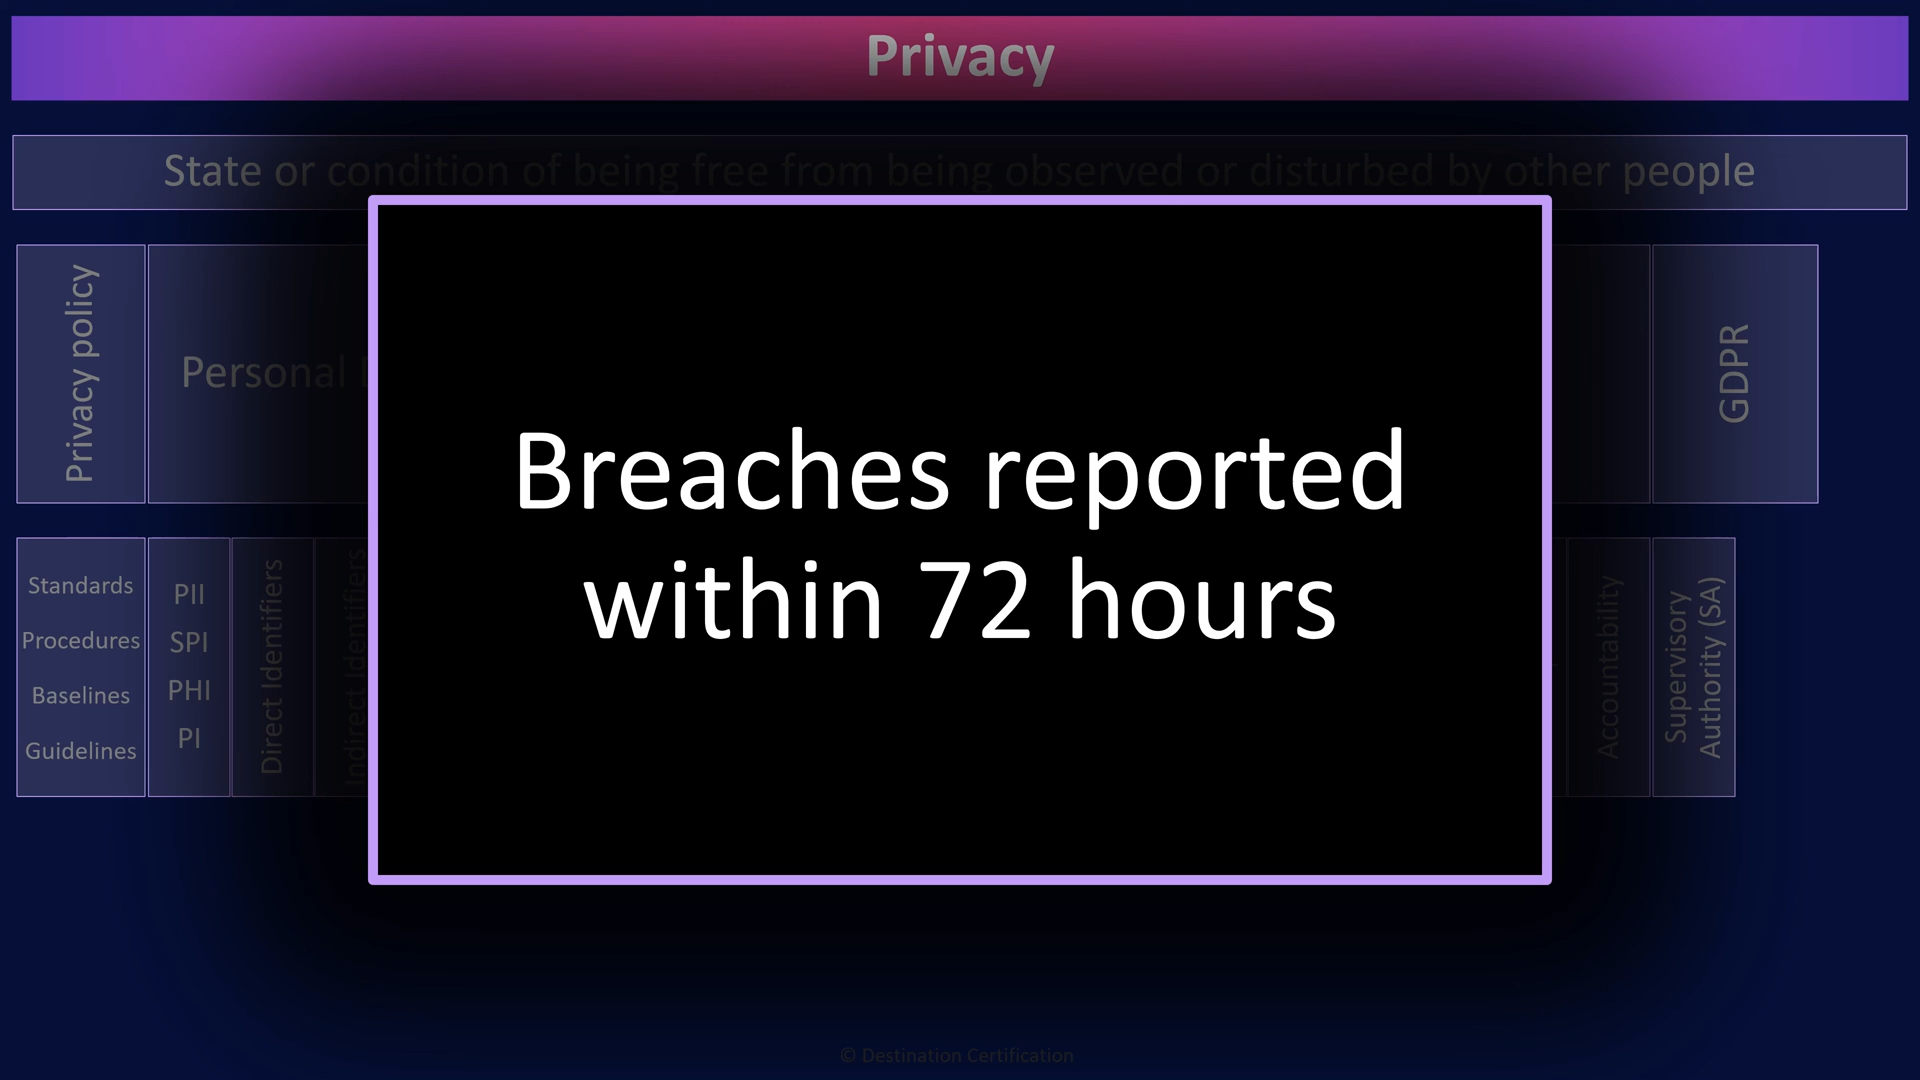 Privacy
State or condition of being free from being observed or disturbed by other people
Privacy policy
Personal
GDPR
Breaches reported
within 72 hours
Standards
Procedures
Baselines
Guidelines
PII
SPI
PHI
PI
Direct Identifiers
Indirect Identifiers
Accountability
Supervisory
Authority (SA)
© Destination Certification